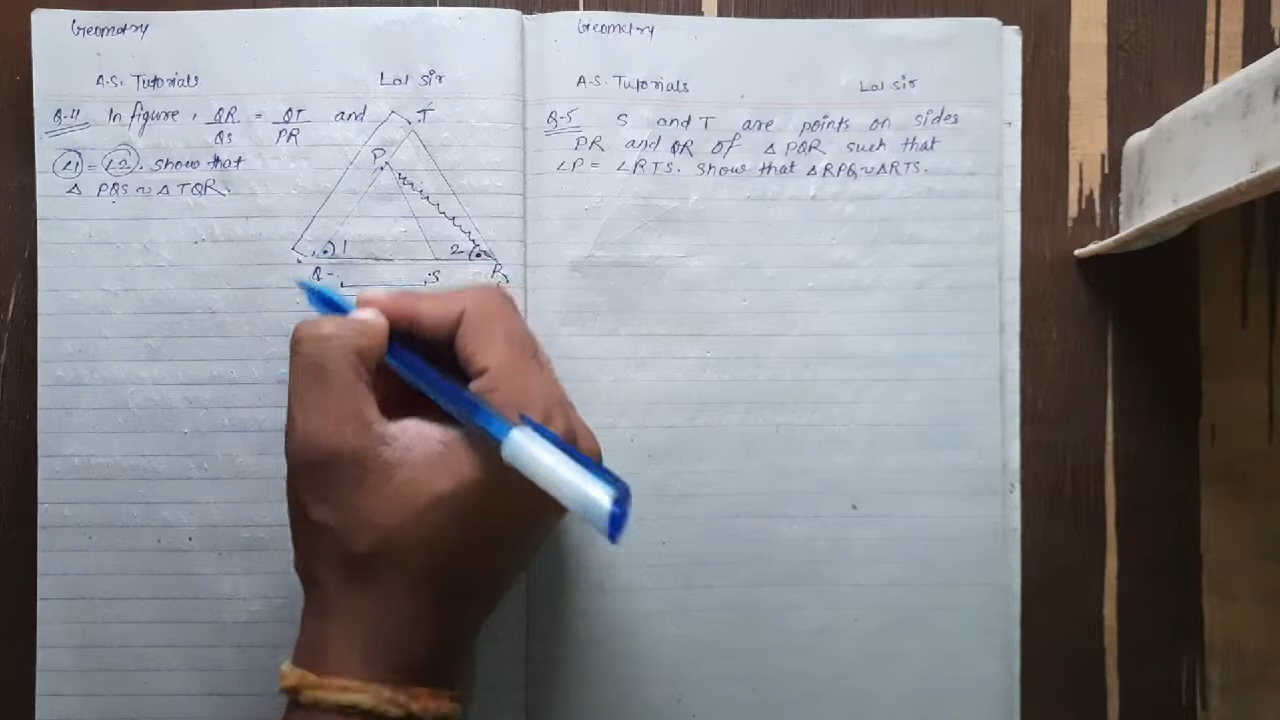 Geometry
A.S. Tutorials Lal Sir
Q-4 In figure, QR/QS = QT/PR and
∠1 = ∠2. Show that
Δ PQS ~ Δ TQR.
T
P
1 2
Q S R
Geometry
A.S. Tutorials Lal Sir
Q-5 S and T are points on sides
PR and QR of Δ PQR such that
∠P = ∠RTS. Show that ΔRPQ ~ ΔRTS.